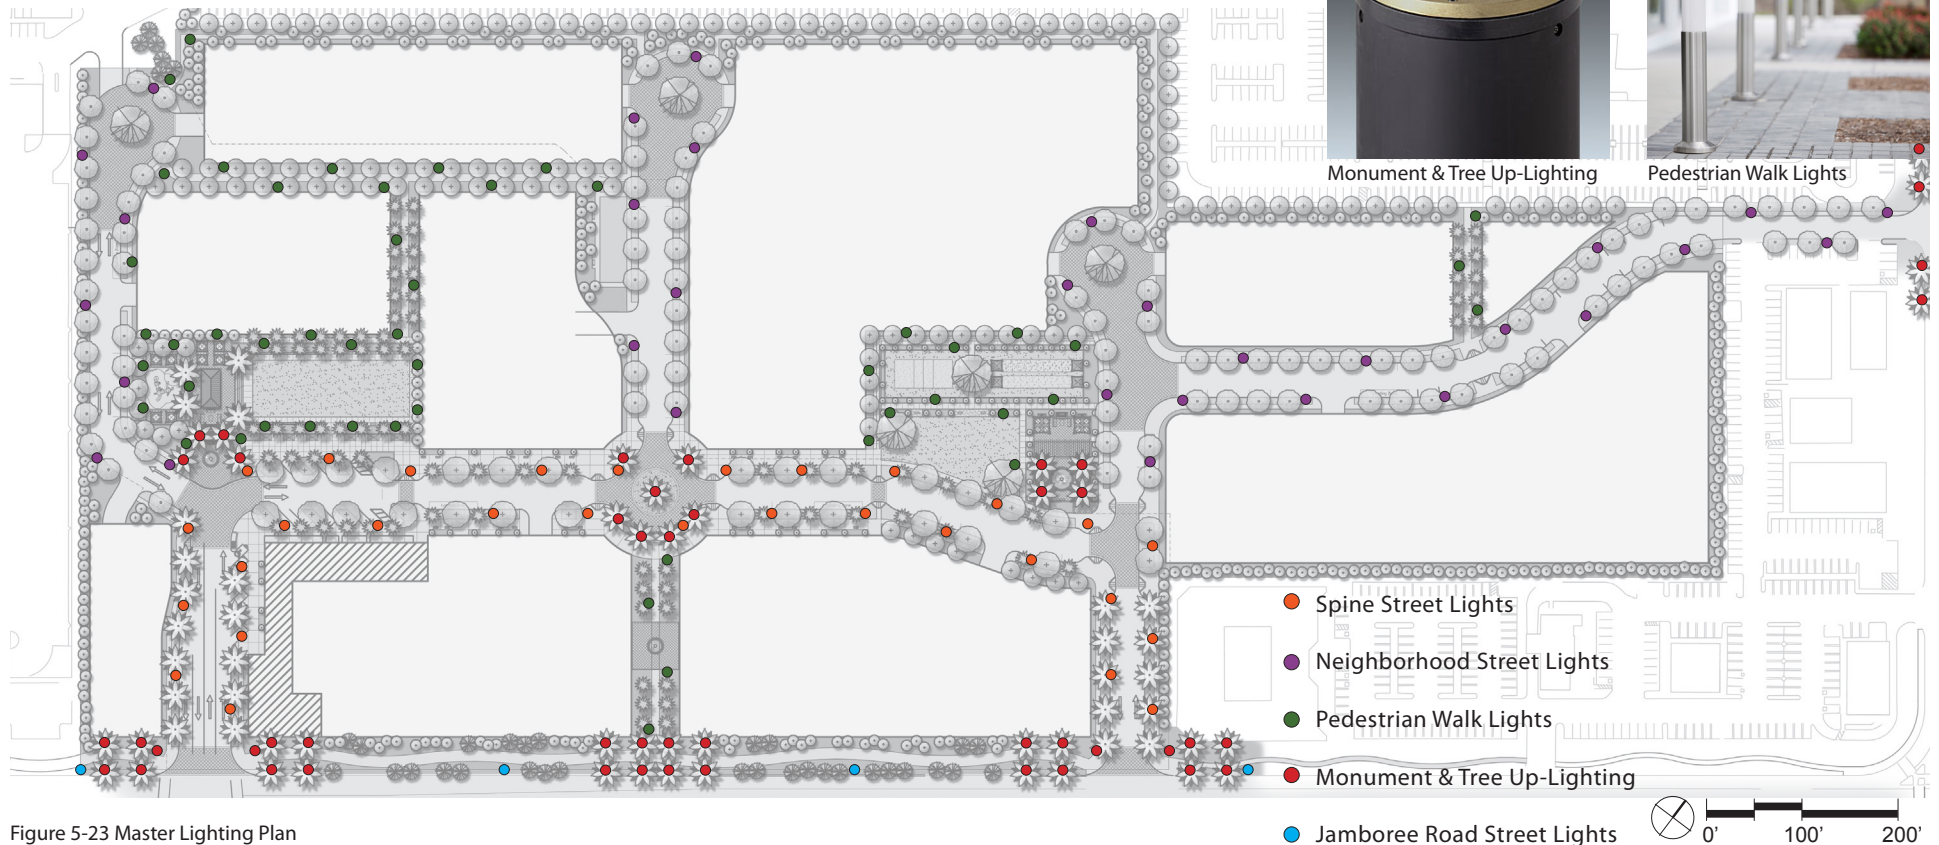 Monument & Tree Up-Lighting
Pedestrian Walk Lights
Spine Street Lights
Neighborhood Street Lights
Pedestrian Walk Lights
Monument & Tree Up-Lighting
Jamboree Road Street Lights
0' 100' 200'
Figure 5-23 Master Lighting Plan